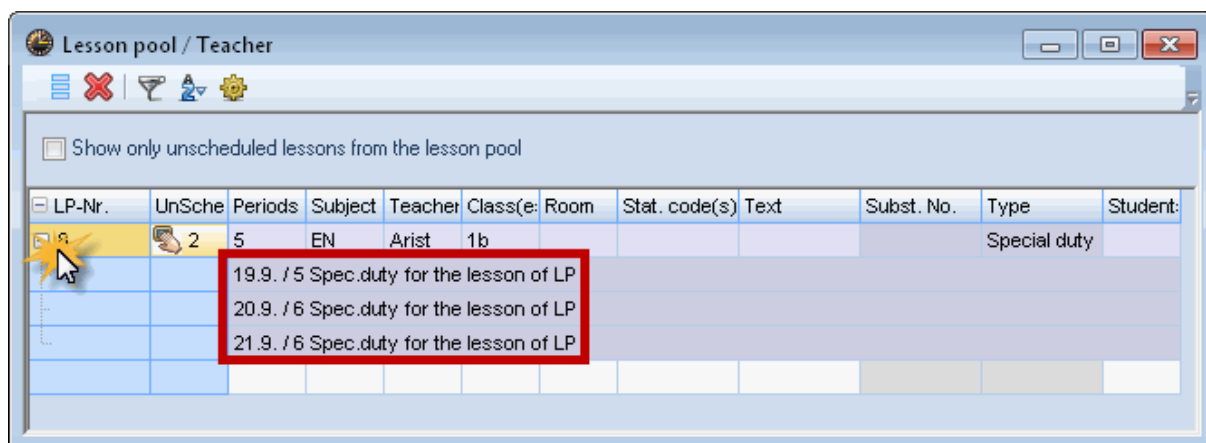 Lesson pool / Teacher
Show only unscheduled lessons from the lesson pool
LP-Nr. UnSche Periods Subject Teacher Class(e: Room Stat. code(s) Text Subst. No. Type Student:
2 5 EN Arist 1b Special duty
19.9. / 5 Spec.duty for the lesson of LP
20.9. / 6 Spec.duty for the lesson of LP
21.9. / 6 Spec.duty for the lesson of LP